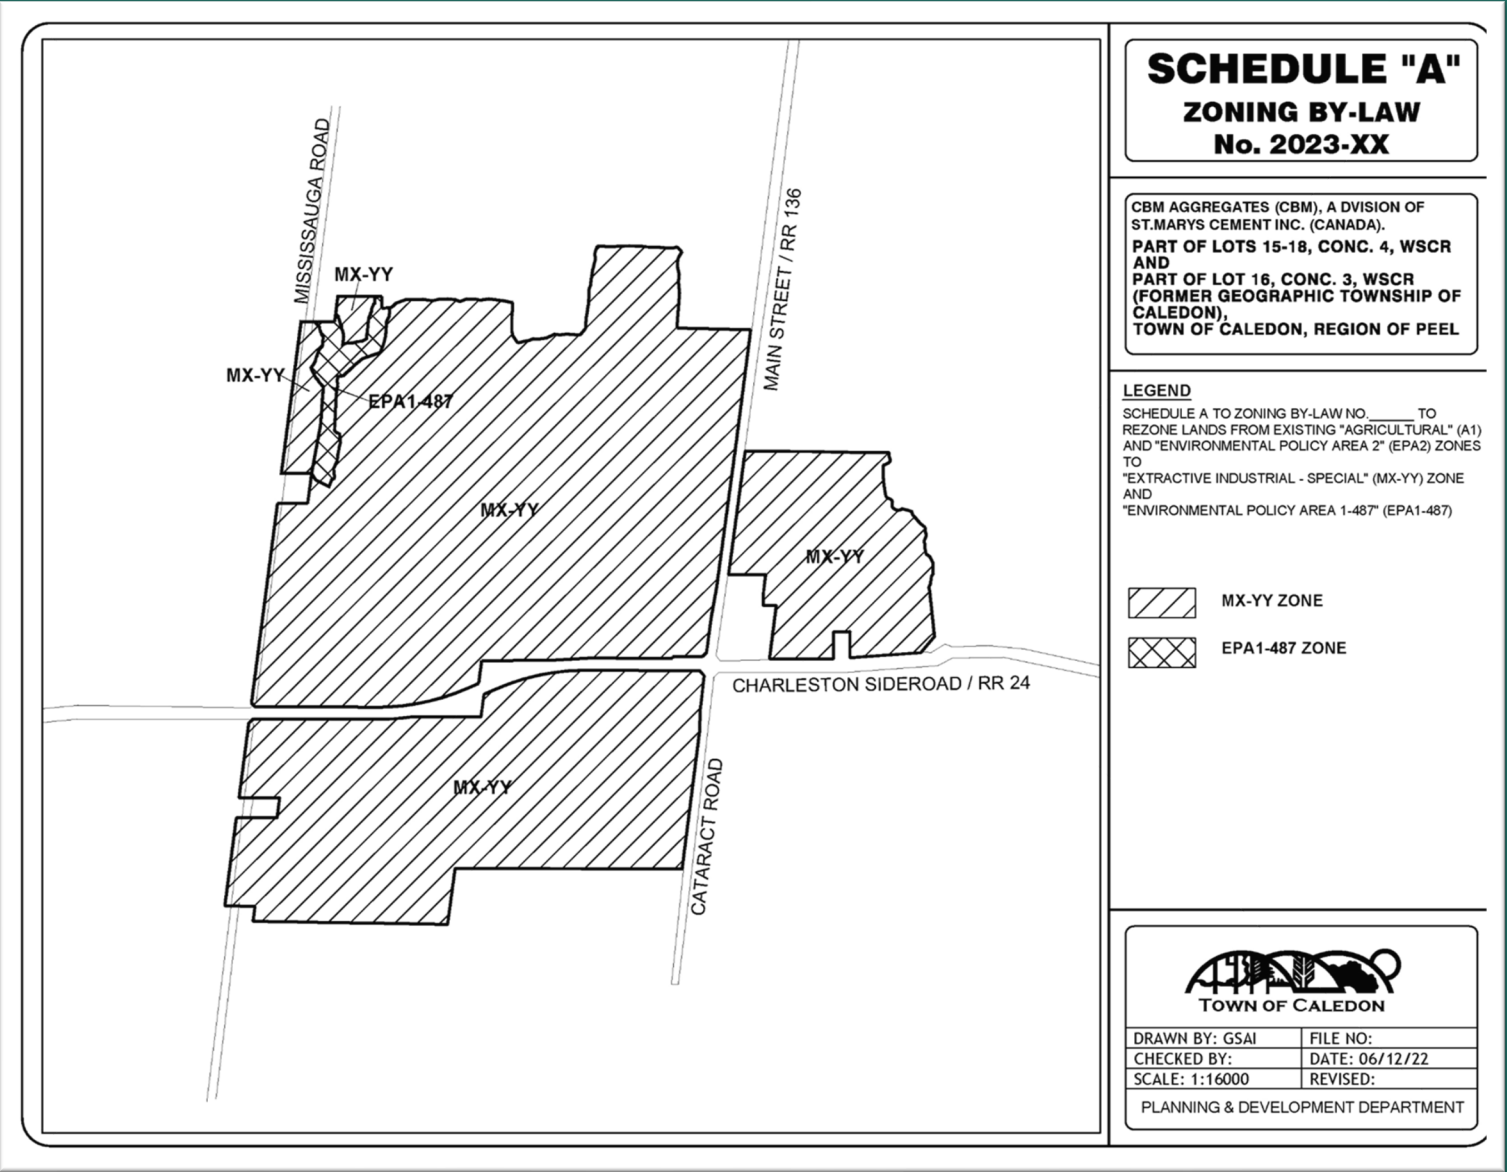 MISSISSAUGA ROAD
MX-YY
MX-YY
EPA1-487
MX-YY
MAIN STREET / RR 136
MX-YY
CHARLESTON SIDEROAD / RR 24
MX-YY
CATARACT ROAD
SCHEDULE "A"
ZONING BY-LAW
No. 2023-XX
CBM AGGREGATES (CBM), A DVISION OF
ST.MARYS CEMENT INC. (CANADA).
PART OF LOTS 15-18, CONC. 4, WSCR
AND
PART OF LOT 16, CONC. 3, WSCR
(FORMER GEOGRAPHIC TOWNSHIP OF
CALEDON),
TOWN OF CALEDON, REGION OF PEEL
LEGEND
SCHEDULE A TO ZONING BY-LAW NO.______ TO
REZONE LANDS FROM EXISTING "AGRICULTURAL" (A1)
AND "ENVIRONMENTAL POLICY AREA 2" (EPA2) ZONES
TO
"EXTRACTIVE INDUSTRIAL - SPECIAL" (MX-YY) ZONE
AND
"ENVIRONMENTAL POLICY AREA 1-487" (EPA1-487)
MX-YY ZONE
EPA1-487 ZONE
TOWN OF CALEDON
DRAWN BY: GSAI
FILE NO:
CHECKED BY:
DATE: 06/12/22
SCALE: 1:16000
REVISED:
PLANNING & DEVELOPMENT DEPARTMENT